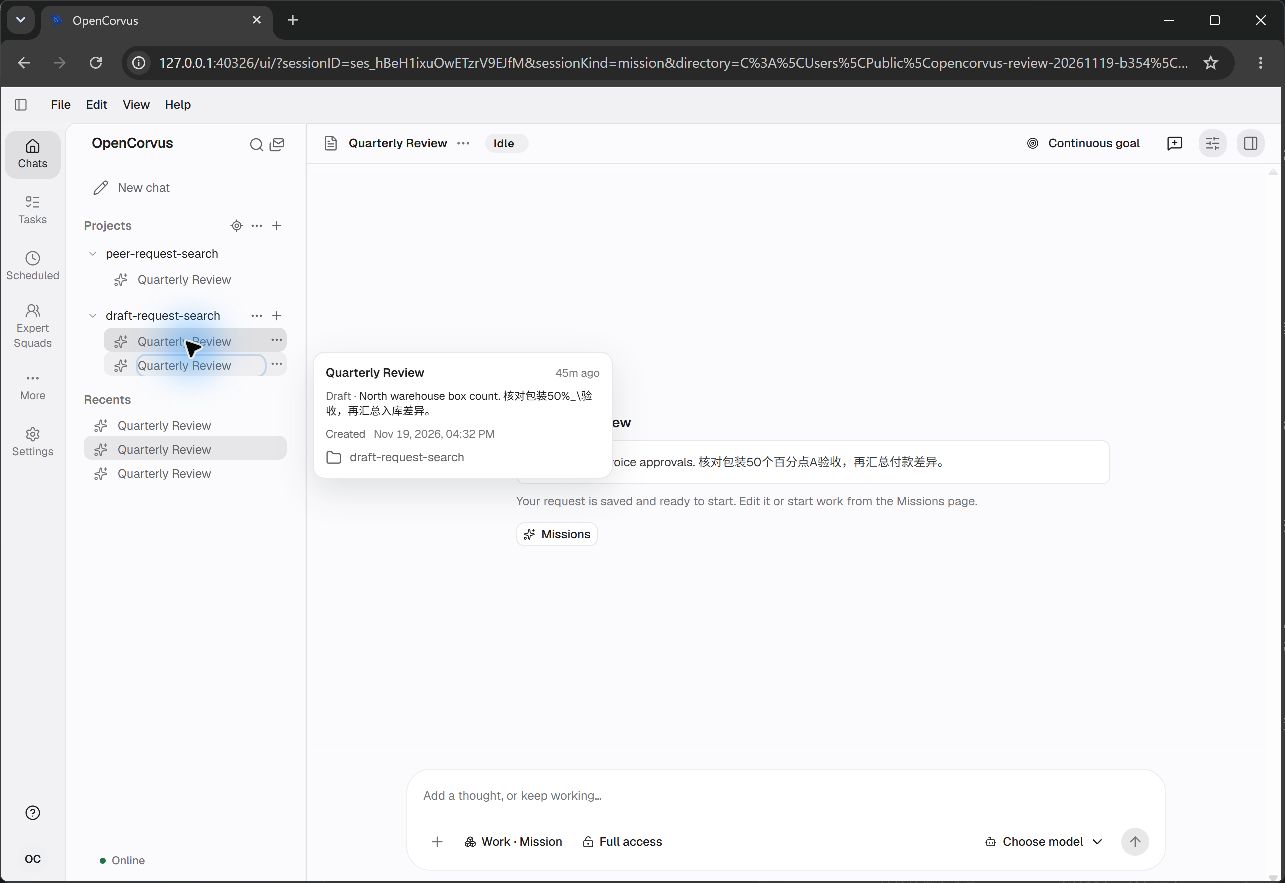 OpenCorvus
127.0.0.1:40326/ui/?sessionID=ses_hBeH1ixuOwETzrV9EJfM&sessionKind=mission&directory=C%3A%5CUsers%5CPublic%5Copencorvus-review-20261119-b354%5C...
File Edit View Help
Chats
Tasks
Scheduled
Expert
Squads
More
Settings
OC
OpenCorvus
New chat
Projects
peer-request-search
Quarterly Review
draft-request-search
Quarterly Review
Quarterly Review
Recents
Quarterly Review
Quarterly Review
Quarterly Review
Online
Quarterly Review
Idle
Continuous goal
Quarterly Review 45m ago
Draft · North warehouse box count. 核对包装50%_\验
收，再汇总入库差异。
Created Nov 19, 2026, 04:32 PM
draft-request-search
ew
oice approvals. 核对包装50个百分点A验收，再汇总付款差异。
Your request is saved and ready to start. Edit it or start work from the Missions page.
Missions
Add a thought, or keep working...
Work · Mission
Full access
Choose model